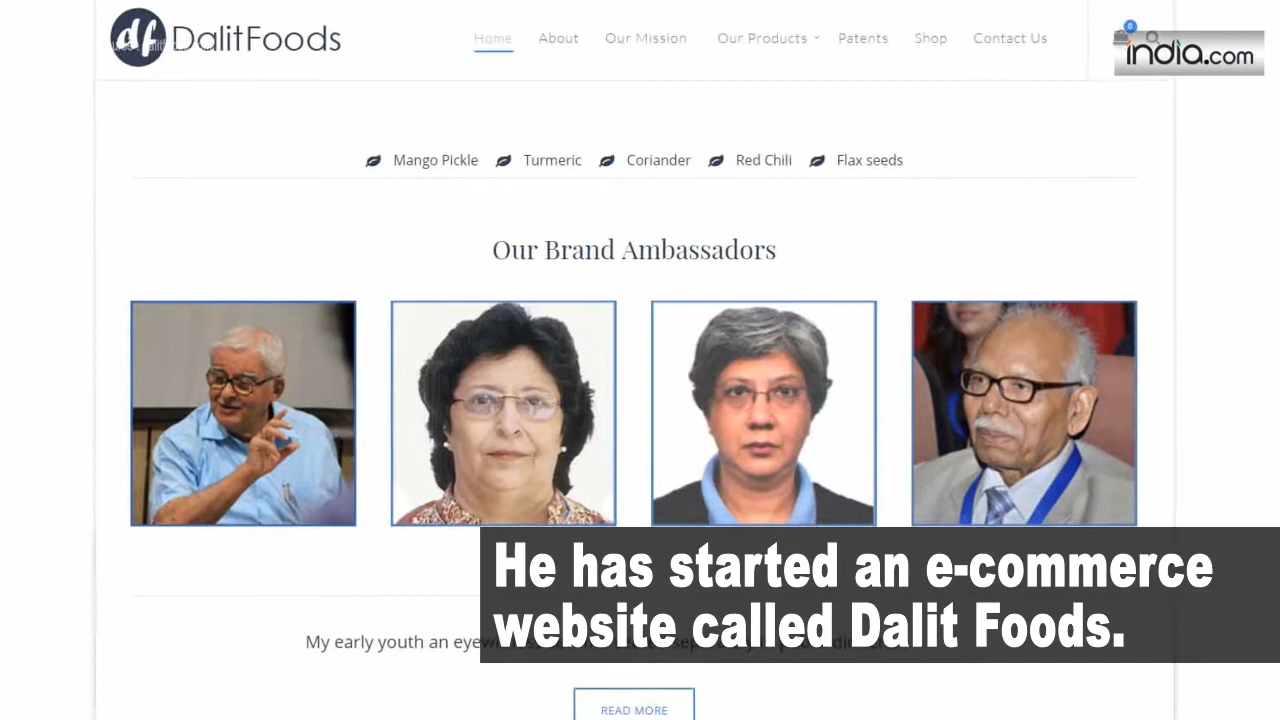 df DalitFoods
Home About Our Mission Our Products Patents Shop Contact Us
0
india.com
Mango Pickle Turmeric Coriander Red Chili Flax seeds
Our Brand Ambassadors
He has started an e-commerce
website called Dalit Foods.
My early youth an
READ MORE